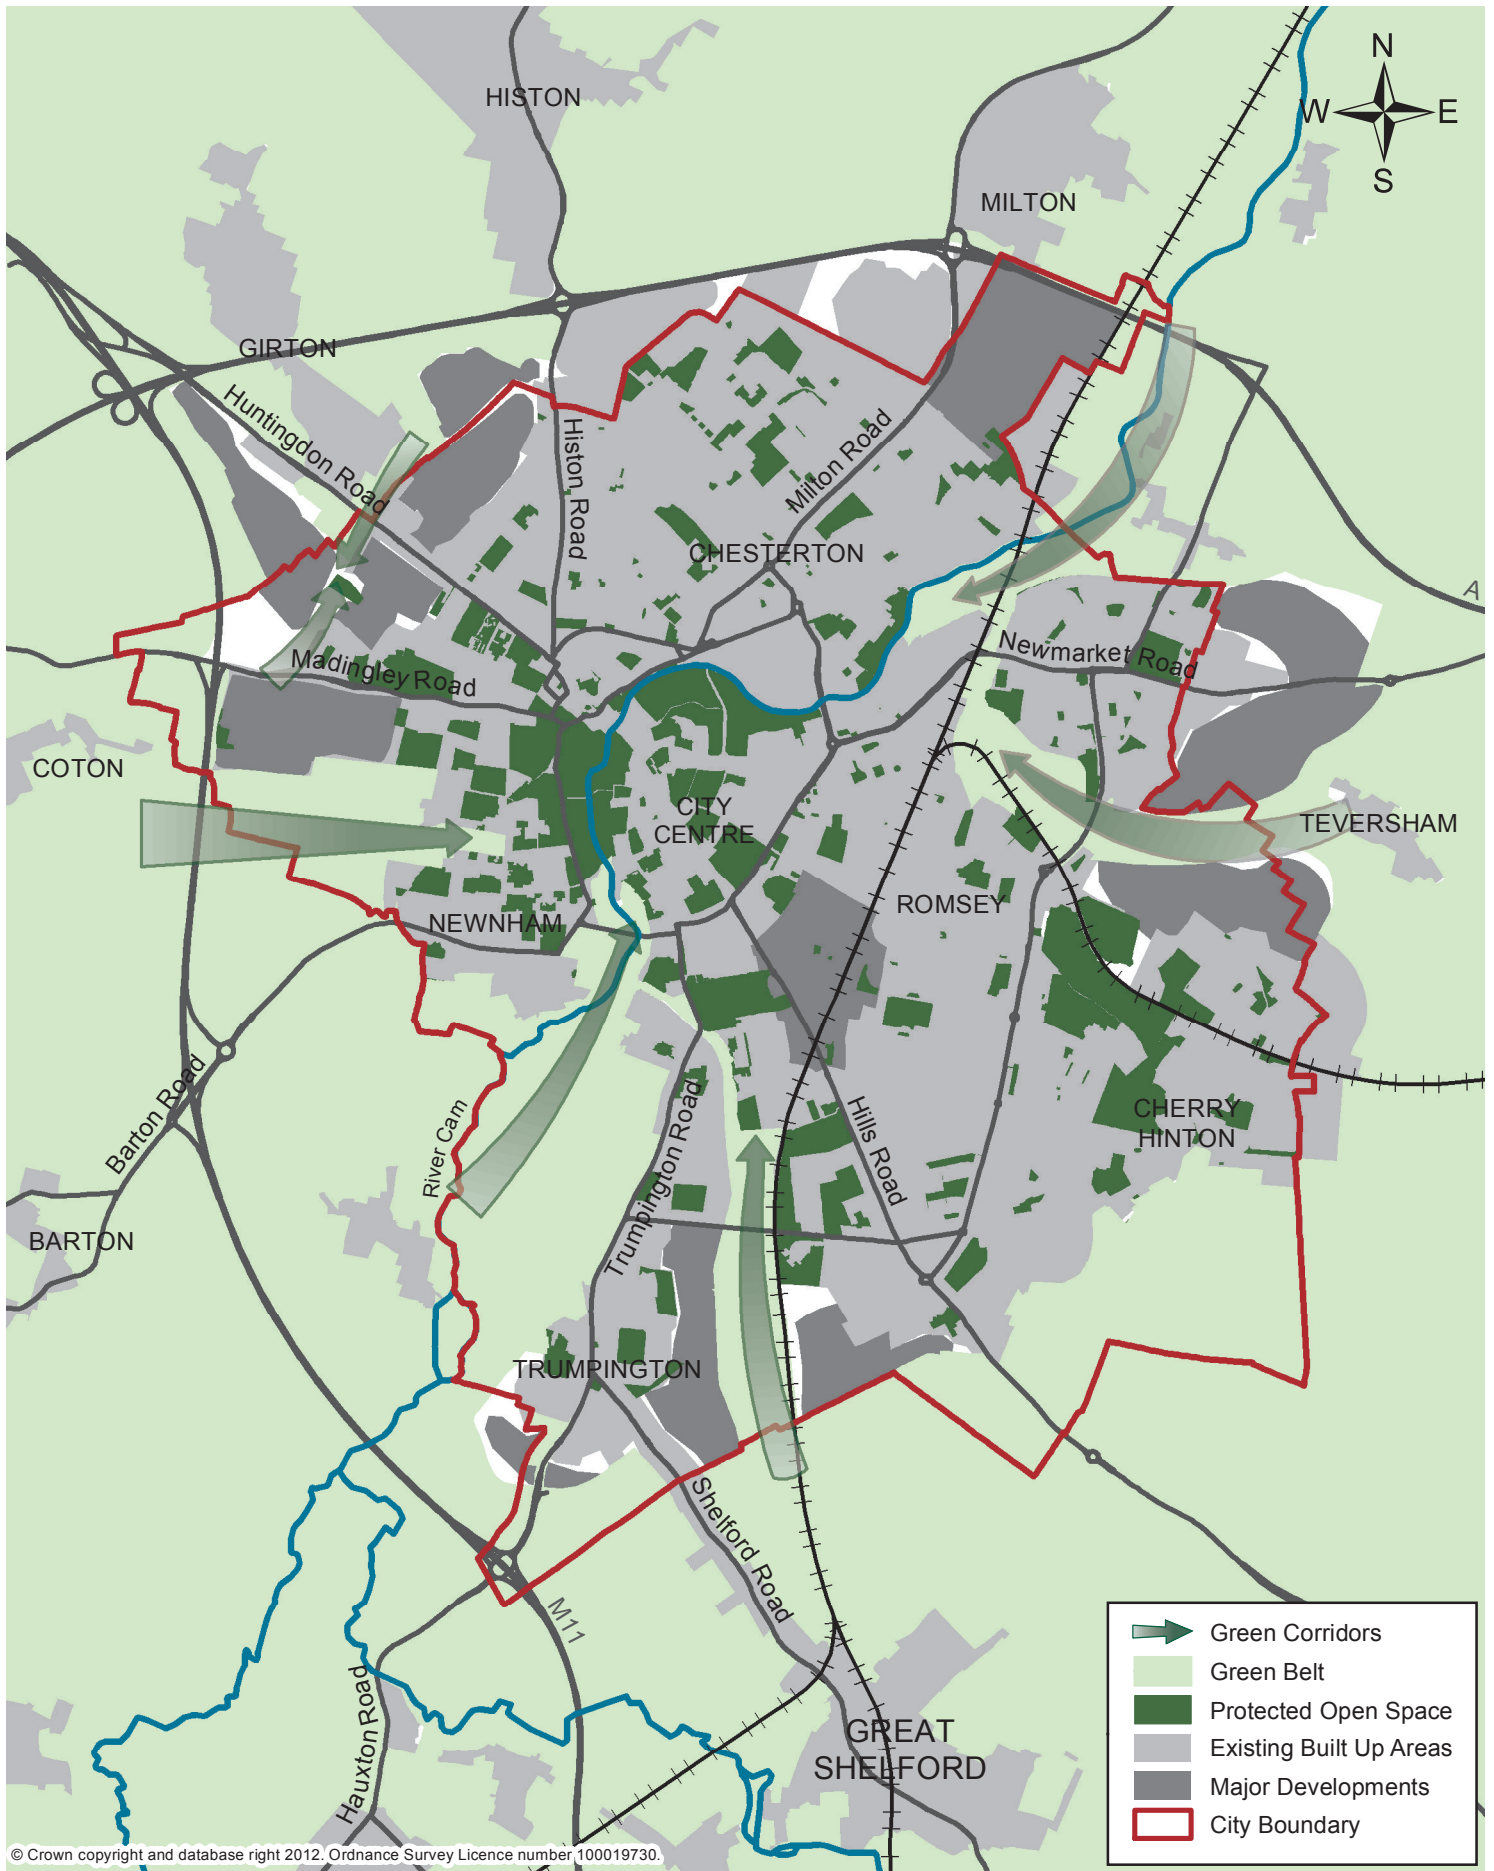 HISTON
N
W
E
S
MILTON
GIRTON
Huntingdon Road
Histon Road
Milton Road
CHESTERTON
A
Newmarket Road
Madingley Road
COTON
CITY
CENTRE
TEVERSHAM
ROMSEY
NEWNHAM
Barton Road
River Cam
Trumpington Road
Hills Road
CHERRY
HINTON
BARTON
TRUMPINGTON
Shelford Road
M11
Hauxton Road
GREAT
SHELFORD
Green Corridors
Green Belt
Protected Open Space
Existing Built Up Areas
Major Developments
City Boundary
© Crown copyright and database right 2012. Ordnance Survey Licence number 100019730.